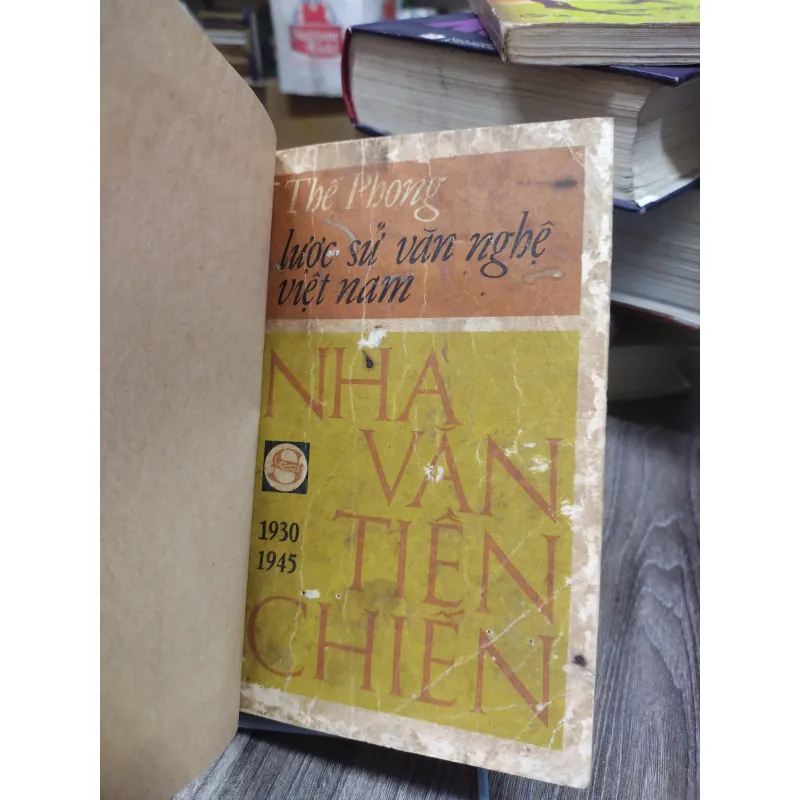 Thế Phong
lược sử văn nghệ
việt nam
NHÀ
VĂN
TIỀN
CHIẾN
1930
1945